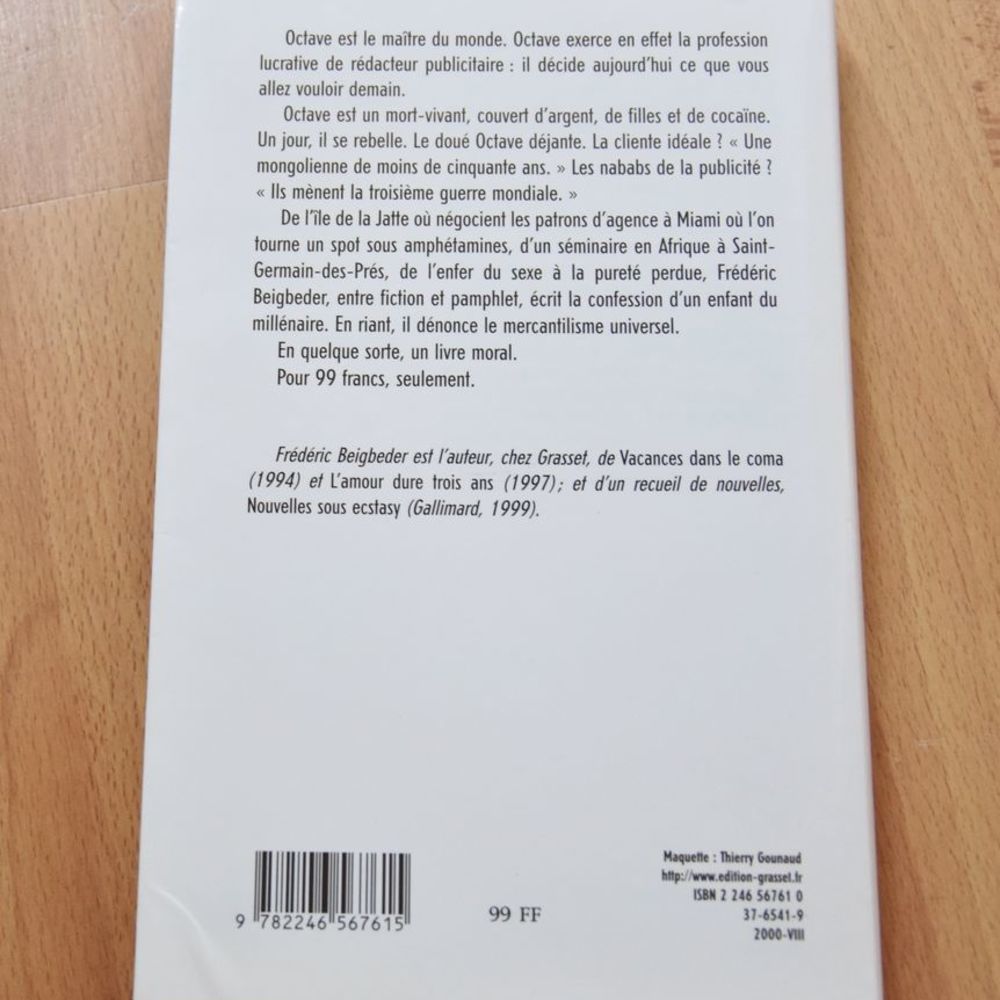 Octave est le maître du monde. Octave exerce en effet la profession
lucrative de rédacteur publicitaire : il décide aujourd'hui ce que vous
allez vouloir demain.
Octave est un mort-vivant, couvert d'argent, de filles et de cocaïne.
Un jour, il se rebelle. Le doué Octave déjante. La cliente idéale ? « Une
mongolienne de moins de cinquante ans. » Les nababs de la publicité ?
« Ils mènent la troisième guerre mondiale. »
De l'île de la Jatte où négocient les patrons d'agence à Miami où l'on
tourne un spot sous amphétamines, d'un séminaire en Afrique à Saint-
Germain-des-Prés, de l'enfer du sexe à la pureté perdue, Frédéric
Beigbeder, entre fiction et pamphlet, écrit la confession d'un enfant du
millénaire. En riant, il dénonce le mercantilisme universel.
En quelque sorte, un livre moral.
Pour 99 francs, seulement.
Frédéric Beigbeder est l'auteur, chez Grasset, de Vacances dans le coma
(1994) et L'amour dure trois ans (1997); et d'un recueil de nouvelles,
Nouvelles sous ecstasy (Gallimard, 1999).
9 782246 567615
99 FF
Maquette : Thierry Gounaud
http://www.edition-grasset.fr
ISBN 2 246 56761 0
37-6541-9
2000-VIII